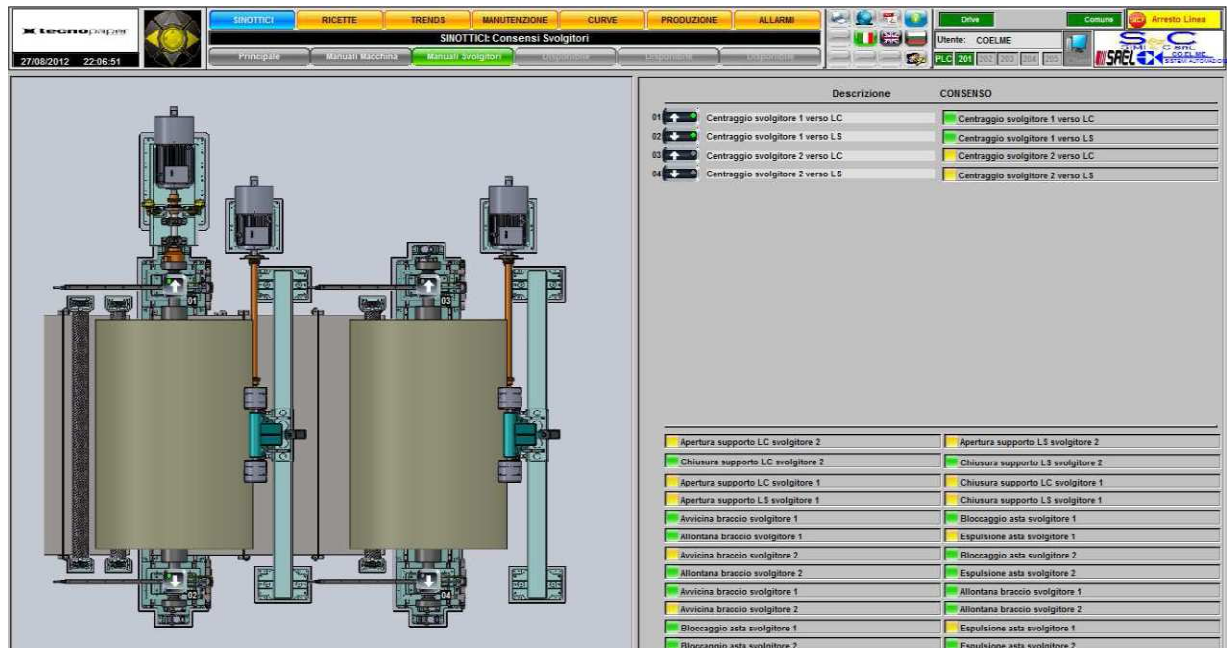 tecnopaper
SINOTTICI RICETTE TRENDS MANUTENZIONE CURVE PRODUZIONE ALLARMI
Drive Comune Arresto Linea
SINOTTICI: Consensi Svolgitori
Utente: COELME
27/08/2012 22:06:51
Principale Manuali Macchina Manuali Svolgitori Disponibile Disponibile Disponibile
PLC 201 202 203 204 205
S&C
SAEL
CO.EL.ME.
SISTEMI AUTOMAZIONE
Descrizione CONSENSO
01 Centraggio svolgitore 1 verso LC Centraggio svolgitore 1 verso LC
02 Centraggio svolgitore 1 verso LS Centraggio svolgitore 1 verso LS
03 Centraggio svolgitore 2 verso LC Centraggio svolgitore 2 verso LC
04 Centraggio svolgitore 2 verso LS Centraggio svolgitore 2 verso LS
01
03
02
04
Apertura supporto LC svolgitore 2 Apertura supporto LS svolgitore 2
Chiusura supporto LC svolgitore 2 Chiusura supporto LS svolgitore 2
Apertura supporto LC svolgitore 1 Chiusura supporto LC svolgitore 1
Apertura supporto LS svolgitore 1 Chiusura supporto LS svolgitore 1
Avvicina braccio svolgitore 1 Bloccaggio asta svolgitore 1
Allontana braccio svolgitore 1 Espulsione asta svolgitore 1
Avvicina braccio svolgitore 2 Bloccaggio asta svolgitore 2
Allontana braccio svolgitore 2 Espulsione asta svolgitore 2
Avvicina braccio svolgitore 1 Allontana braccio svolgitore 1
Avvicina braccio svolgitore 2 Allontana braccio svolgitore 2
Bloccaggio asta svolgitore 1 Espulsione asta svolgitore 1
Bloccaggio asta svolgitore 2 Espulsione asta svolgitore 2